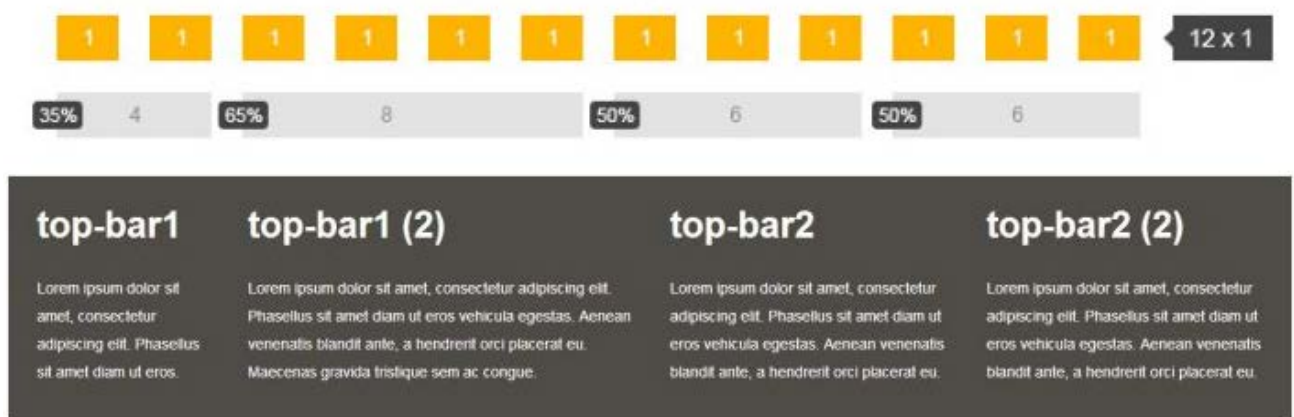 1 1 1 1 1 1 1 1 1 1 1 1 12 x 1
35% 4 65% 8 50% 6 50% 6
top-bar1
Lorem ipsum dolor sit
amet, consectetur
adipiscing elit. Phasellus
sit amet diam ut eros.
top-bar1 (2)
Lorem ipsum dolor sit amet, consectetur adipiscing elit.
Phasellus sit amet diam ut eros vehicula egestas. Aenean
venenatis blandit ante, a hendrerit orci placerat eu.
Maecenas gravida tristique sem ac congue.
top-bar2
Lorem ipsum dolor sit amet, consectetur
adipiscing elit. Phasellus sit amet diam ut
eros vehicula egestas. Aenean venenatis
blandit ante, a hendrerit orci placerat eu.
top-bar2 (2)
Lorem ipsum dolor sit amet, consectetur
adipiscing elit. Phasellus sit amet diam ut
eros vehicula egestas. Aenean venenatis
blandit ante, a hendrerit orci placerat eu.